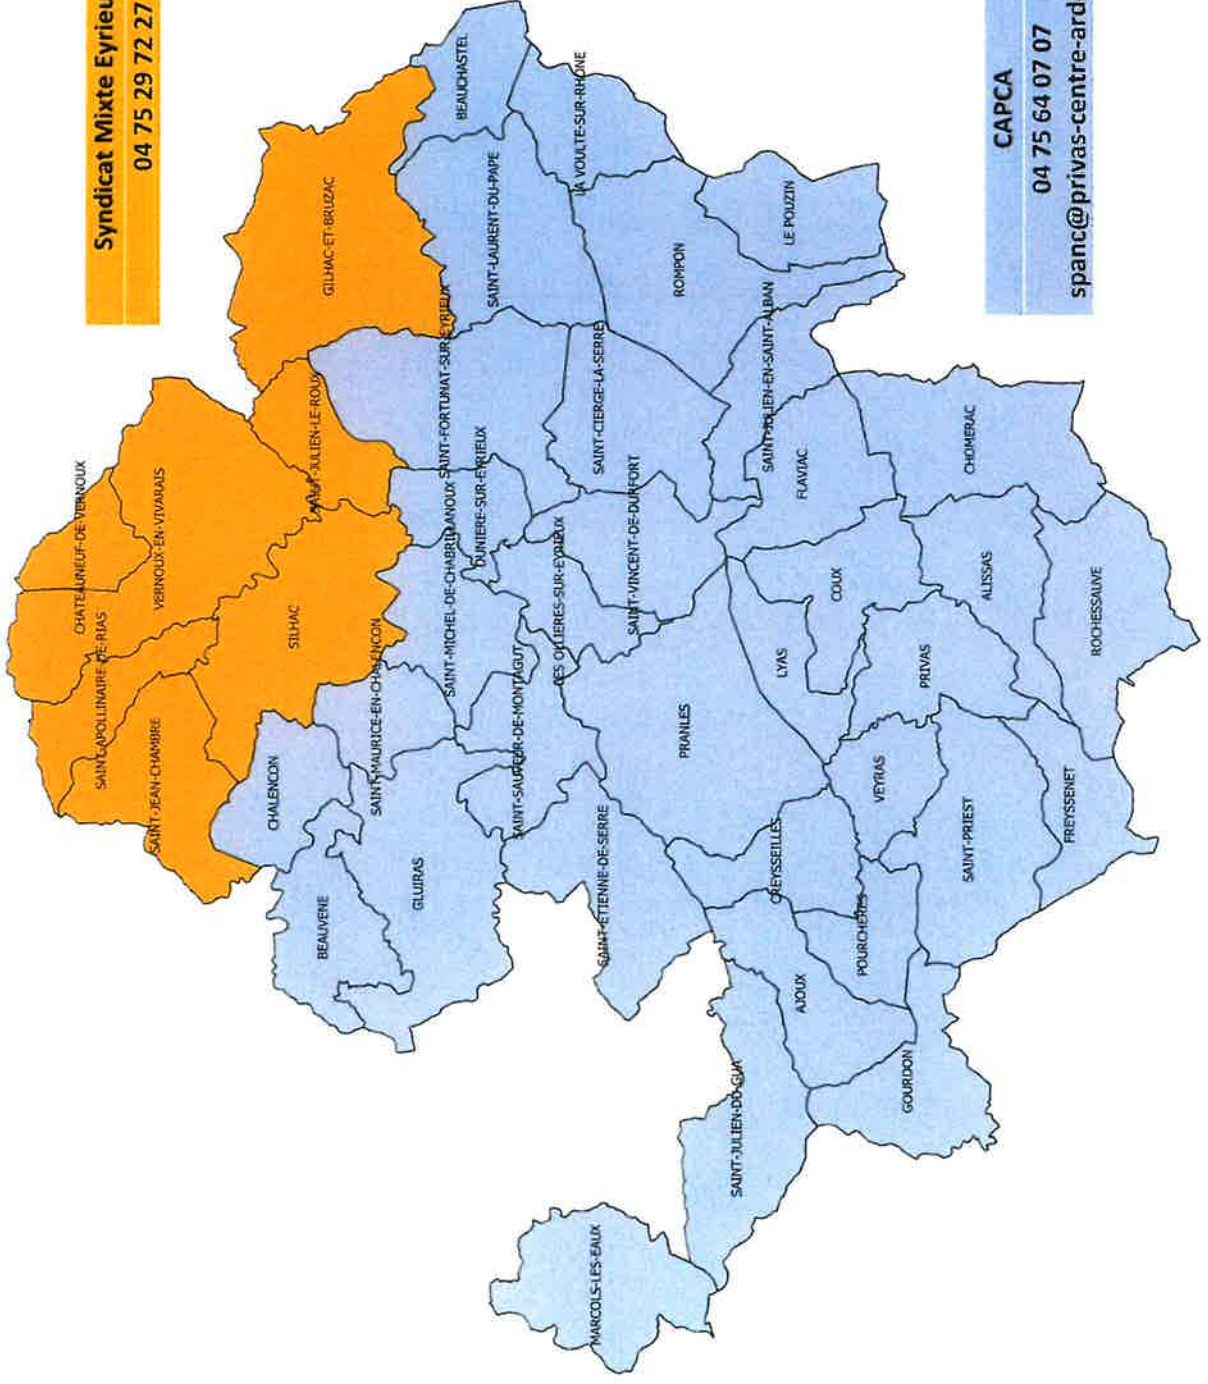 Syndicat Mixte Eyrieu
04 75 29 72 27
CHATEAUNEUF-DE-VERNOUX
SAINT-APOLLINAIRE-DE-RIAS
VERNOUX-EN-VIVARAIS
SAINT-JEAN-CHAMBRE
SILHAC
SAINT-JULIEN-LE-ROUX
GILHAC-ET-BRUZAC
CHALENCON
BEAUVENE
SAINT-MAURICE-EN-CHALENCON
GLUIRAS
SAINT-MICHEL-DE-CHABRILLANOUX
SAINT-FORTUNAT-SUR-EYRIEUX
BEAUCHASTEL
DUNIERE-SUR-EYRIEUX
SAINT-LAURENT-DU-PAPE
SAINT-SAUVEUR-DE-MONTAGUT
LES OLLIERES-SUR-EYRIEUX
LA VOULTE-SUR-RHONE
SAINT-ETIENNE-DE-SERRE
SAINT-CIERGE-LA-SERRE
MARCOLS-LES-EAUX
SAINT-VINCENT-DE-DURFORT
ROMPON
PRANLES
SAINT-JULIEN-DU-GUA
SAINT-JULIEN-EN-SAINT-ALBAN
CREYSSEILLES
LYAS
LE POUZIN
AJOUX
FLAVIAC
COUX
POURCHERES
VEYRAS
GOURDON
PRIVAS
CHOMERAC
SAINT-PRIEST
ALISSAS
FREYSSENET
ROCHESSAUVE
CAPCA
04 75 64 07 07
spanc@privas-centre-ard